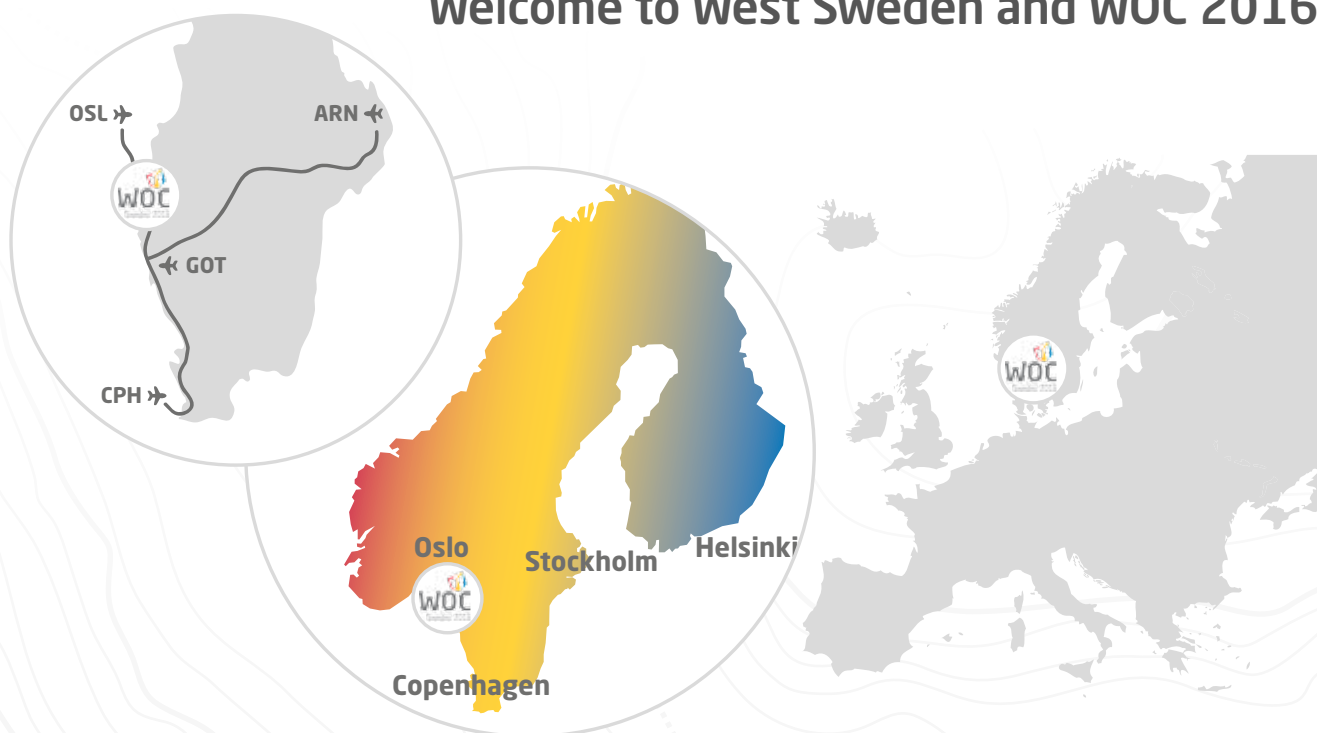 Welcome to West Sweden and WOC 2016
OSL
ARN
WOC
GOT
CPH
WOC
Oslo
Stockholm
Helsinki
WOC
Copenhagen